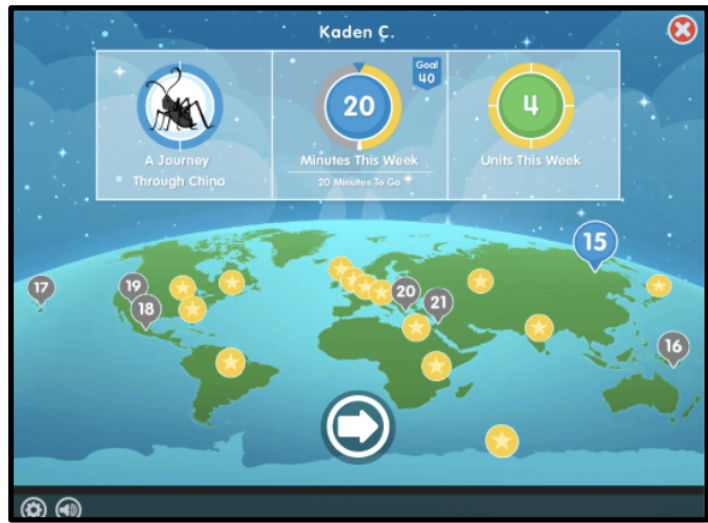 Kaden C.
Goal
40
20
4
A Journey
Through China
Minutes This Week
20 Minutes To Go
Units This Week
15
17
19
18
20
21
16